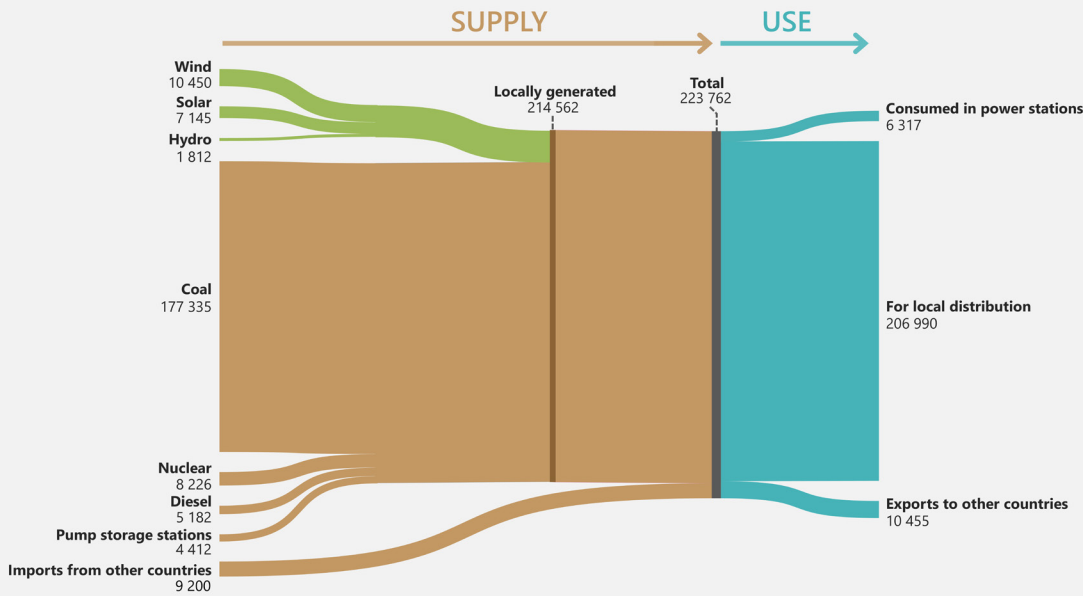 SUPPLY
USE
Wind
10 450
Solar
7 145
Hydro
1 812
Coal
177 335
Nuclear
8 226
Diesel
5 182
Pump storage stations
4 412
Imports from other countries
9 200
Locally generated
214 562
Total
223 762
Consumed in power stations
6 317
For local distribution
206 990
Exports to other countries
10 455